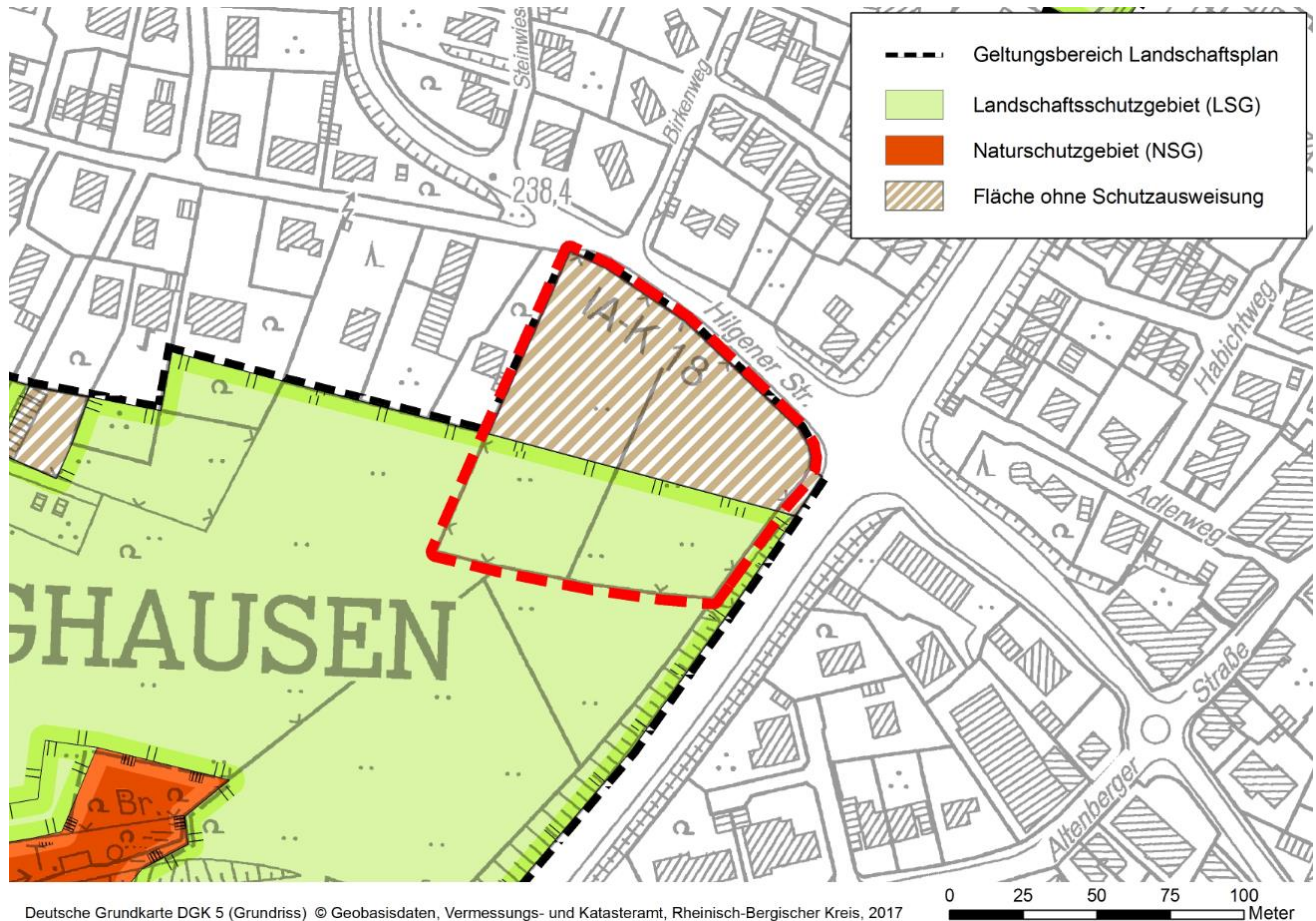 Geltungsbereich Landschaftsplan
Landschaftsschutzgebiet (LSG)
Naturschutzgebiet (NSG)
Fläche ohne Schutzausweisung
Birkenweg
238,4
IA-K 18
Hilgener Str.
Habichtweg
Adlerweg
GHAUSEN
Straße
Altenberger
Br.
T.
0 25 50 75 100
Meter
Deutsche Grundkarte DGK 5 (Grundriss) © Geobasisdaten, Vermessungs- und Katasteramt, Rheinisch-Bergischer Kreis, 2017